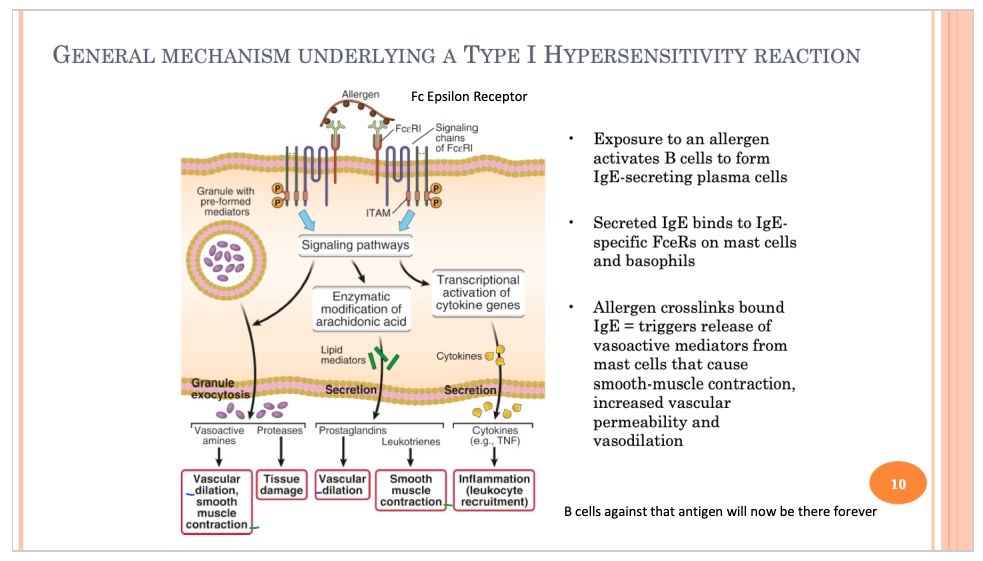 GENERAL MECHANISM UNDERLYING A TYPE I HYPERSENSITIVITY REACTION
Allergen
Fc Epsilon Receptor
FcεRI
Signaling
chains
of FcεRI
Granule with
pre-formed
mediators
P
P
P
P
ITAM
Signaling pathways
Enzymatic
modification of
arachidonic acid
Transcriptional
activation of
cytokine genes
Lipid
mediators
Cytokines
Granule
exocytosis
Secretion
Secretion
Vasoactive
amines
Proteases
Prostaglandins
Leukotrienes
Cytokines
(e.g., TNF)
Vascular
dilation,
smooth
muscle
contraction
Tissue
damage
Vascular
dilation
Smooth
muscle
contraction
Inflammation
(leukocyte
recruitment)
• Exposure to an allergen
activates B cells to form
IgE-secreting plasma cells
• Secreted IgE binds to IgE-
specific FceRs on mast cells
and basophils
• Allergen crosslinks bound
IgE = triggers release of
vasoactive mediators from
mast cells that cause
smooth-muscle contraction,
increased vascular
permeability and
vasodilation
10
B cells against that antigen will now be there forever